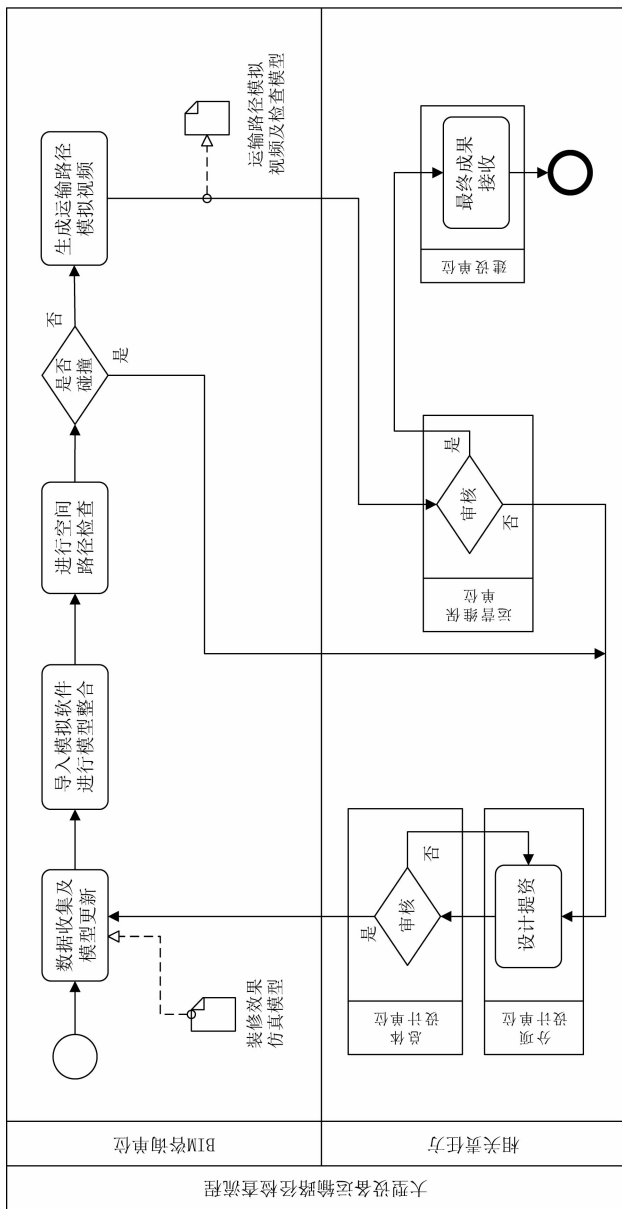 大型设备运输路径检查流程
BIM咨询单位
数据收集及
模型更新
装修效果
仿真模型
导入模拟软件
进行模型整合
进行空间
路径检查
是否
碰撞
否
是
生成运输路径
模拟视频
运输路径模拟
视频及检查模型
相关责任方
总体
设计单位
审核
是
否
分项
设计单位
设计提资
运营维保
单位
审核
是
否
建设单位
最终成果
接收